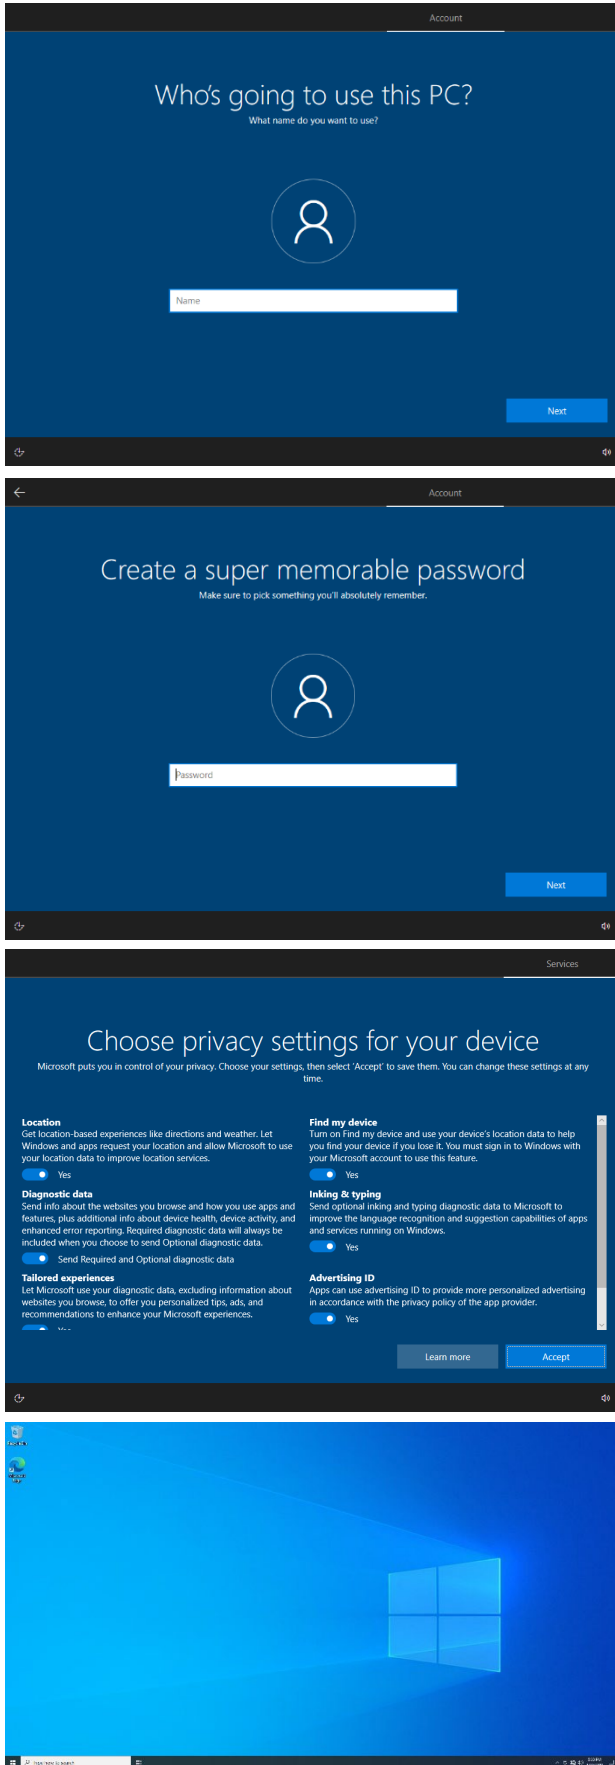 Account
Who's going to use this PC?
What name do you want to use?
Name
Next
Account
Create a super memorable password
Make sure to pick something you'll absolutely remember.
Password
Next
Services
Choose privacy settings for your device
Microsoft puts you in control of your privacy. Choose your settings, then select 'Accept' to save them. You can change these settings at any
time.
Location
Get location-based experiences like directions and weather. Let
Windows and apps request your location and allow Microsoft to use
your location data to improve location services.
Yes
Diagnostic data
Send info about the websites you browse and how you use apps and
features, plus additional info about device health, device activity, and
enhanced error reporting. Required diagnostic data will always be
included when you choose to send Optional diagnostic data.
Send Required and Optional diagnostic data
Tailored experiences
Let Microsoft use your diagnostic data, excluding information about
websites you browse, to offer you personalized tips, ads, and
recommendations to enhance your Microsoft experiences.
Yes
Find my device
Turn on Find my device and use your device's location data to help
you find your device if you lose it. You must sign in to Windows with
your Microsoft account to use this feature.
Yes
Inking & typing
Send optional inking and typing diagnostic data to Microsoft to
improve the language recognition and suggestion capabilities of apps
and services running on Windows.
Yes
Advertising ID
Apps can use advertising ID to provide more personalized advertising
in accordance with the privacy policy of the app provider.
Yes
Learn more
Accept
Type here to search